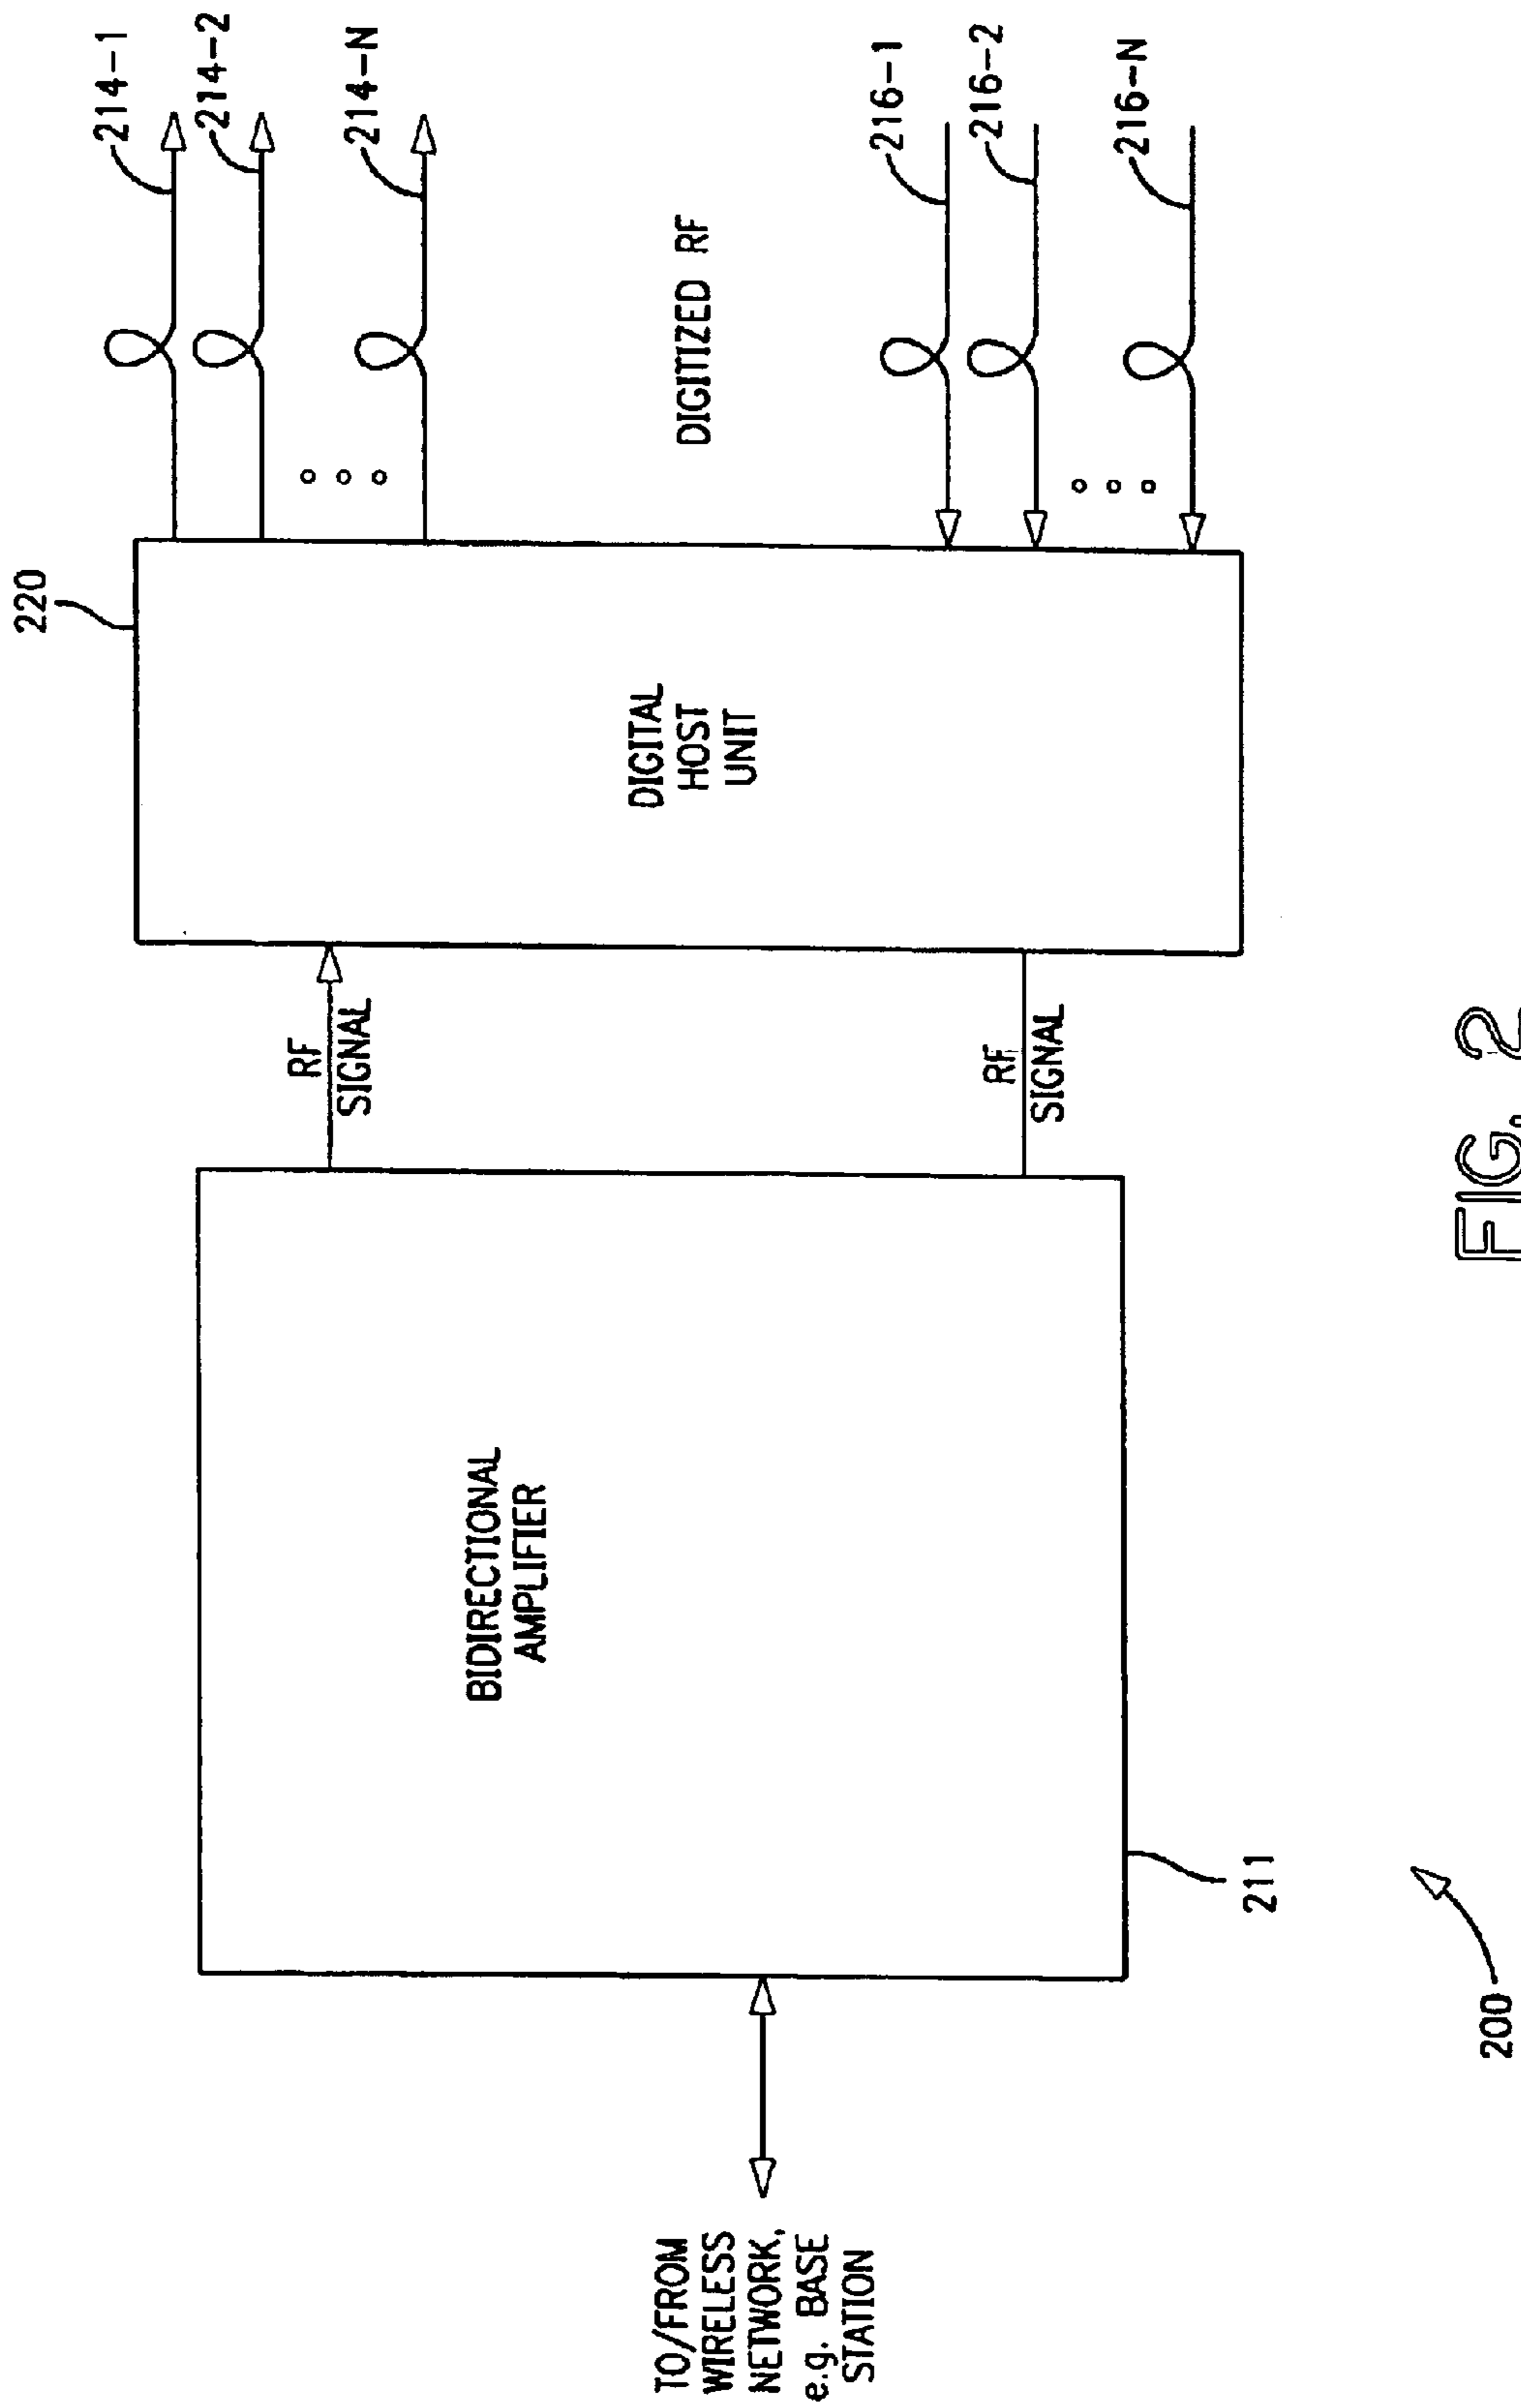 214-1
214-2
214-N
DIGITIZED RF
216-1
216-2
216-N
220
DIGITAL
HOST
UNIT
RF
SIGNAL
RF
SIGNAL
BIDIRECTIONAL
AMPLIFIER
211
TO/FROM
WIRELESS
NETWORK,
e.g. BASE
STATION
200
FIG. 2